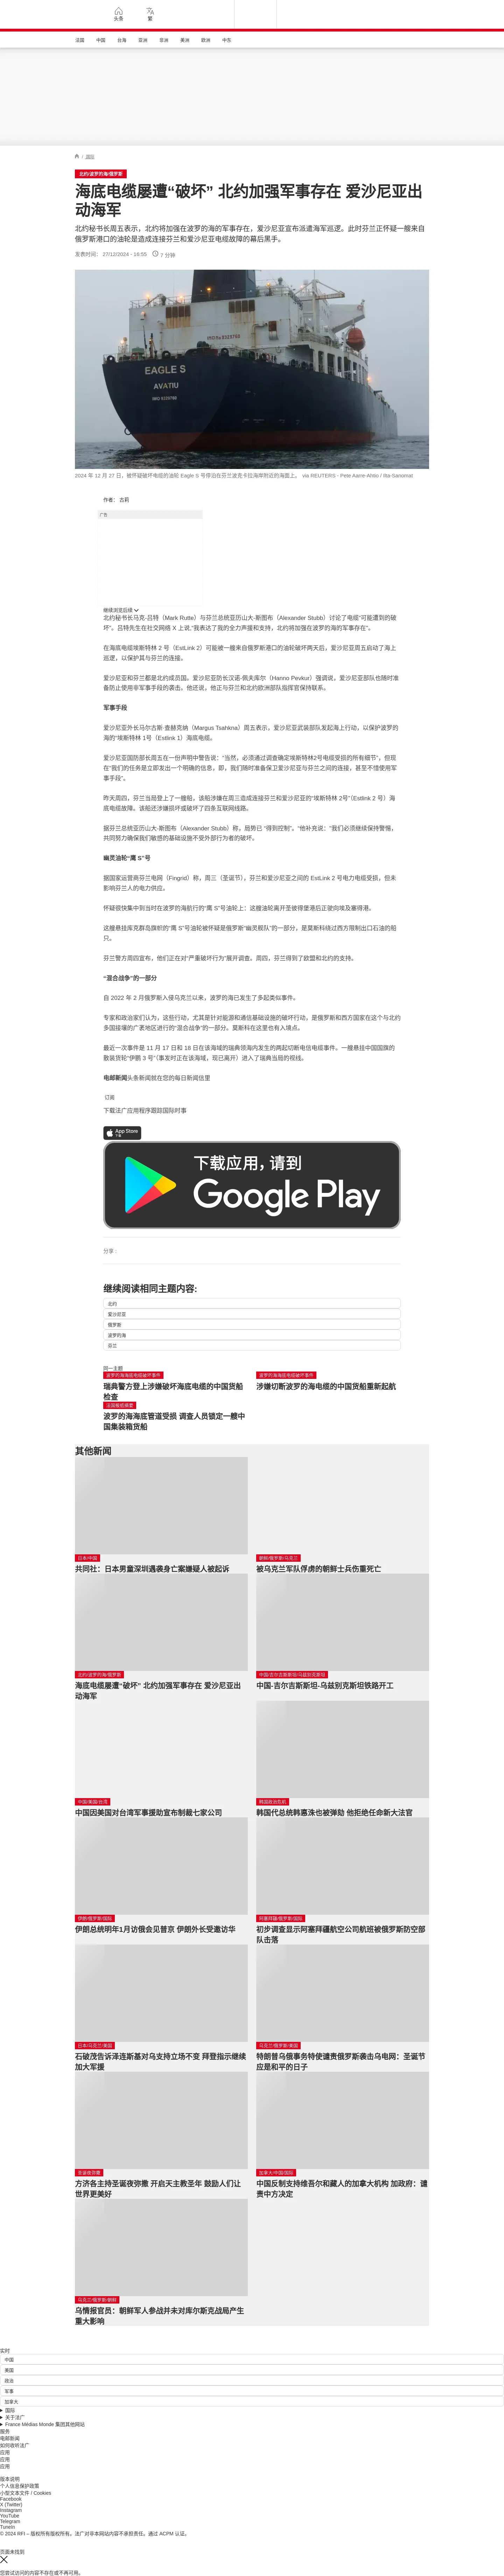 头条
繁
法国
中国
台海
亚洲
非洲
美洲
欧洲
中东
/ 国际
北约/波罗的海/俄罗斯
海底电缆屡遭“破坏” 北约加强军事存在 爱沙尼亚出
动海军
北约秘书长周五表示，北约将加强在波罗的海的军事存在，爱沙尼亚宣布派遣海军巡逻。此时芬兰正怀疑一艘来自
俄罗斯港口的油轮是造成连接芬兰和爱沙尼亚电缆故障的幕后黑手。
发表时间： 27/12/2024 - 16:55
7 分钟
EAGLE S
AVATIU
2024 年 12 月 27 日，被怀疑破坏电缆的油轮 Eagle S 号停泊在芬兰波克卡拉海岸附近的海面上。 via REUTERS - Pete Aarre-Ahtio / Ilta-Sanomat
作者： 古莉
广告
继续浏览后续
北约秘书长马克-吕特（Mark Rutte）与芬兰总统亚历山大-斯图布（Alexander Stubb）讨论了电缆“可能遭到的破
坏”。吕特先生在社交网络 X 上说,“我表达了我的全力声援和支持，北约将加强在波罗的海的军事存在”。
在海底电缆埃斯特林 2 号（EstLink 2）可能被一艘来自俄罗斯港口的油轮破坏两天后，爱沙尼亚周五启动了海上
巡逻，以保护其与芬兰的连接。
爱沙尼亚和芬兰都是北约成员国。爱沙尼亚防长汉诺-佩夫库尔（Hanno Pevkur）强调说，爱沙尼亚部队也随时准
备防止使用非军事手段的袭击。他还说，他正与芬兰和北约欧洲部队指挥官保持联系。
军事手段
爱沙尼亚外长马尔古斯·查赫克纳（Margus Tsahkna）周五表示，爱沙尼亚武装部队发起海上行动，以保护波罗的
海的“埃斯特林 1号（Estlink 1）海底电缆。
爱沙尼亚国防部长周五在一份声明中警告说：“当然，必须通过调查确定埃斯特林2号电缆受损的所有细节”，但现
在“我们的任务是立即发出一个明确的信息，即，我们随时准备保卫爱沙尼亚与芬兰之间的连接，甚至不惜使用军
事手段”。
昨天周四，芬兰当局登上了一艘船，该船涉嫌在周三造成连接芬兰和爱沙尼亚的“埃斯特林 2号”（Estlink 2 号）海
底电缆故障。该船还涉嫌损坏或破坏了四条互联网线路。
据芬兰总统亚历山大-斯图布（Alexander Stubb）称，局势已 “得到控制”。”他补充说：“我们必须继续保持警惕，
共同努力确保我们敏感的基础设施不受外部行为者的破坏”。
幽灵油轮“鹰 S”号
据国家运营商芬兰电网（Fingrid）称，周三（圣诞节），芬兰和爱沙尼亚之间的 EstLink 2 号电力电缆受损，但未
影响芬兰人的电力供应。
怀疑很快集中到当时在波罗的海航行的“鹰 S”号油轮上：这艘油轮离开圣彼得堡港后正驶向埃及塞得港。
这艘悬挂库克群岛旗帜的“鹰 S”号油轮被怀疑是俄罗斯“幽灵舰队”的一部分，是莫斯科绕过西方限制出口石油的船
只。
芬兰警方周四宣布，他们正在对“严重破坏行为”展开调查。周四，芬兰得到了欧盟和北约的支持。
“混合战争”的一部分
自 2022 年 2 月俄罗斯入侵乌克兰以来，波罗的海已发生了多起类似事件。
专家和政治家们认为，这些行动，尤其是针对能源和通信基础设施的破坏行动，是俄罗斯和西方国家在这个与北约
多国接壤的广袤地区进行的“混合战争”的一部分。莫斯科在这里也有入境点。
最近一次事件是 11 月 17 日和 18 日在该海域的瑞典领海内发生的两起切断电信电缆事件。一艘悬挂中国国旗的
散装货轮“伊鹏 3 号”（事发时正在该海域，现已离开）进入了瑞典当局的视线。
电邮新闻头条新闻就在您的每日新闻信里
订阅
下载法广应用程序跟踪国际时事
App Store
下载
下载应用，请到
Google Play
分享 :
继续阅读相同主题内容:
北约
爱沙尼亚
俄罗斯
波罗的海
芬兰
同一主题
波罗的海海底电缆破坏事件
瑞典警方登上涉嫌破坏海底电缆的中国货船
检查
波罗的海海底电缆破坏事件
涉嫌切断波罗的海电缆的中国货船重新起航
法国报纸摘要
波罗的海海底管道受损 调查人员锁定一艘中
国集装箱货船
其他新闻
日本/中国
共同社：日本男童深圳遇袭身亡案嫌疑人被起诉
朝鲜/俄罗斯/乌克兰
被乌克兰军队俘虏的朝鲜士兵伤重死亡
北约/波罗的海/俄罗斯
海底电缆屡遭“破坏” 北约加强军事存在 爱沙尼亚出
动海军
中国/吉尔吉斯斯坦/乌兹别克斯坦
中国-吉尔吉斯斯坦-乌兹别克斯坦铁路开工
中国/美国/台湾
中国因美国对台湾军事援助宣布制裁七家公司
韩国政治危机
韩国代总统韩悳洙也被弹劾 他拒绝任命新大法官
伊朗/俄罗斯/国际
伊朗总统明年1月访俄会见普京 伊朗外长受邀访华
阿塞拜疆/俄罗斯/国际
初步调查显示阿塞拜疆航空公司航班被俄罗斯防空部
队击落
日本/乌克兰/美国
石破茂告诉泽连斯基对乌支持立场不变 拜登指示继续
加大军援
乌克兰/俄罗斯/美国
特朗普乌俄事务特使谴责俄罗斯袭击乌电网：圣诞节
应是和平的日子
圣诞夜弥撒
方济各主持圣诞夜弥撒 开启天主教圣年 鼓励人们让
世界更美好
加拿大/中国/国际
中国反制支持维吾尔和藏人的加拿大机构 加政府：谴
责中方决定
乌克兰/俄罗斯/朝鲜
乌情报官员：朝鲜军人参战并未对库尔斯克战局产生
重大影响
实时
中国
美国
政治
军事
加拿大
国际
关于法广
France Médias Monde 集团其他网站
服务
电邮新闻
如何收听法广
应用
应用
应用
版本说明
个人信息保护政策
小型文本文件 / Cookies
Facebook
X (Twitter)
Instagram
YouTube
Telegram
TuneIn
© 2024 RFI – 版权所有版权所有。法广对非本网站内容不承担责任。通过 ACPM 认证。
页面未找到
您尝试访问的内容不存在或不再可用。